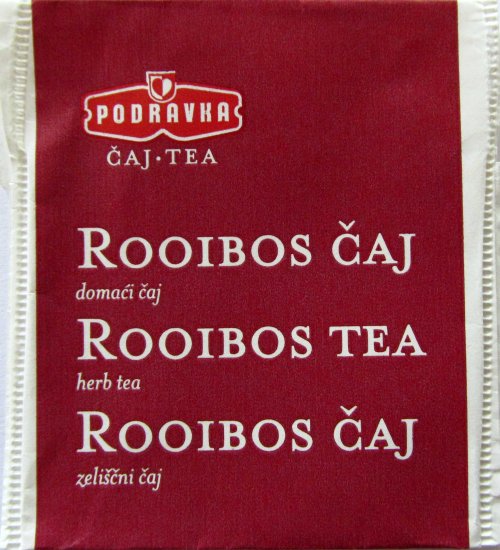 PODRAVKA
ČAJ·TEA
ROOIBOS ČAJ
domaći čaj
ROOIBOS TEA
herb tea
ROOIBOS ČAJ
zeliščni čaj